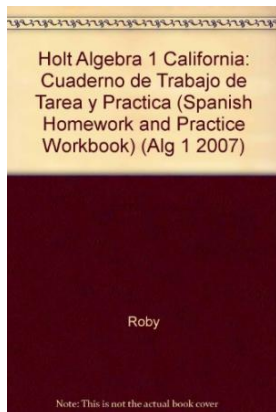 Holt Algebra 1 California:
Cuaderno de Trabajo de
Tarea y Practica (Spanish
Homework and Practice
Workbook) (Alg 1 2007)
Roby
Note: This is not the actual book cover